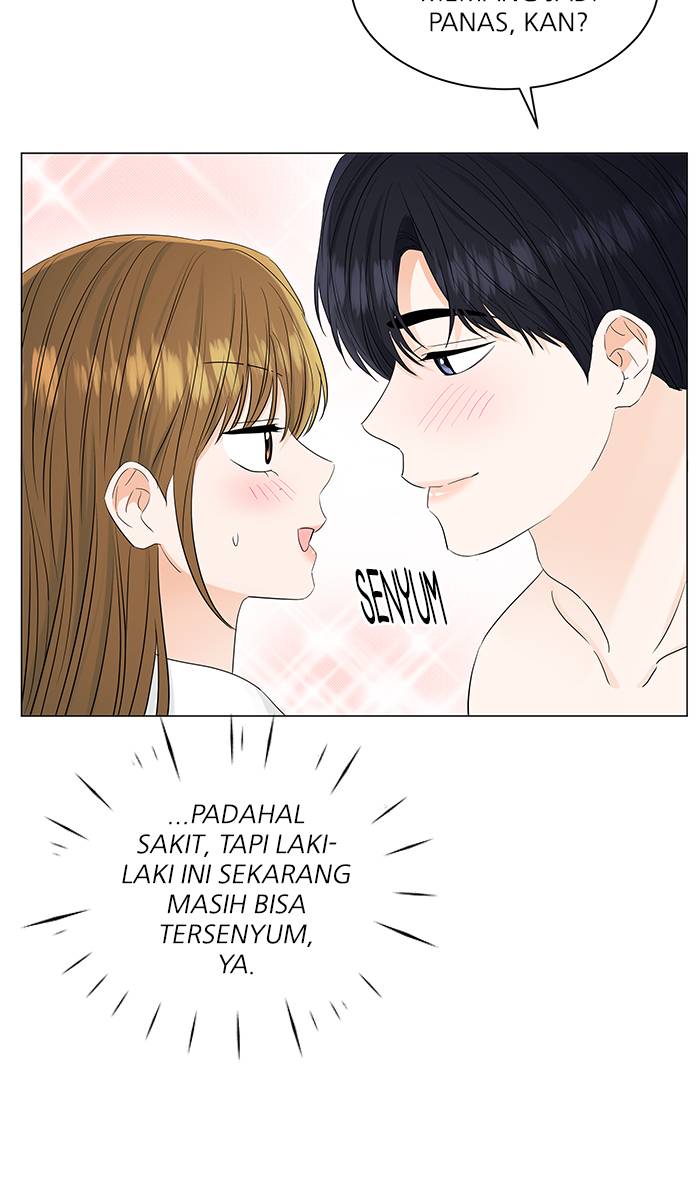 PANAS, KAN?
SENYUM
...PADAHAL
SAKIT, TAPI LAKI-
LAKI INI SEKARANG
MASIH BISA
TERSENYUM,
YA.